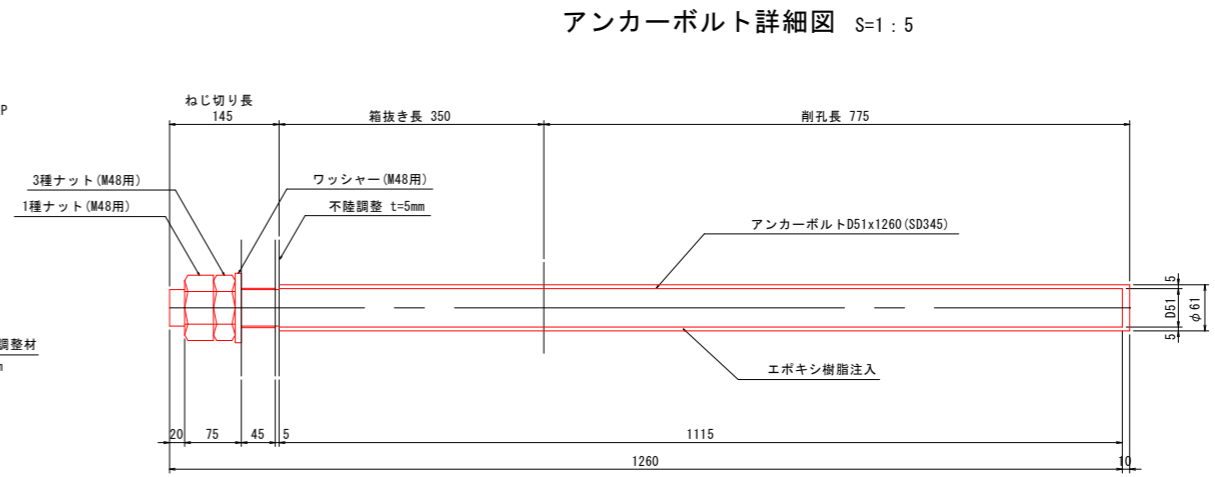 アンカーボルト詳細図 S=1：5
P
ねじ切り長
145
箱抜き長 350
削孔長 775
3種ナット(M48用)
ワッシャー(M48用)
1種ナット(M48用)
不陸調整 t=5mm
アンカーボルトD51x1260(SD345)
5
D51
φ61
5
調整材
エポキシ樹脂注入
20
75
45
5
1115
1260
10